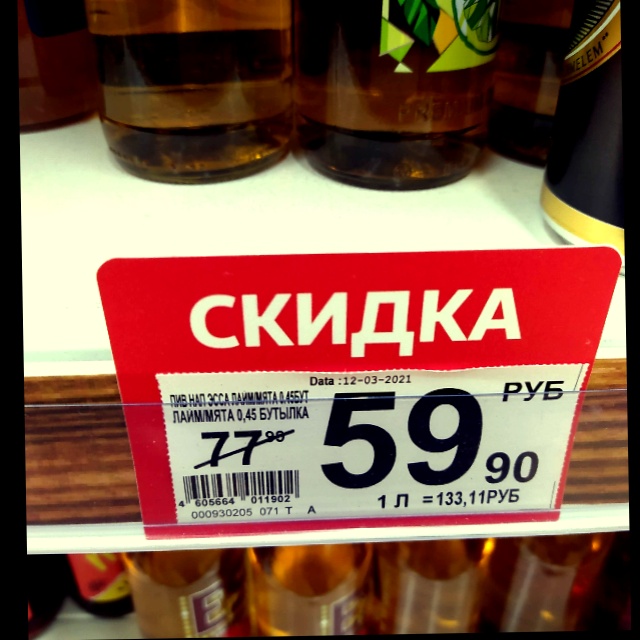 СКИДКА
Data :12-03-2021
ПИВ НАП ЭССА ЛАЙМ/МЯТА 0,45БУТ
ЛАЙМ/МЯТА 0,45 БУТЫЛКА
77 90
59 90 РУБ
1 Л =133,11РУБ
4 605664 011902
000930205 071 T A